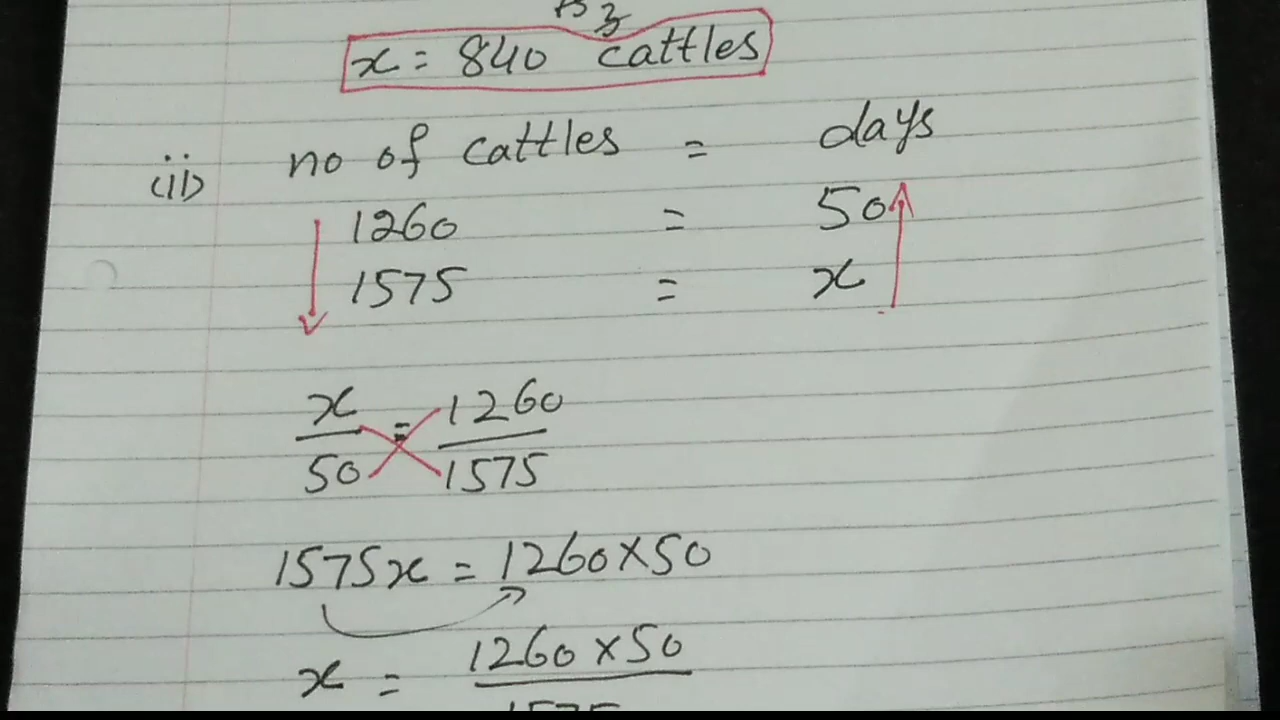 x = 840 cattles
(ii) no of cattles = days
1260 = 50
1575 = x
x/50 = 1260/1575
1575x = 1260×50
x = 1260×50